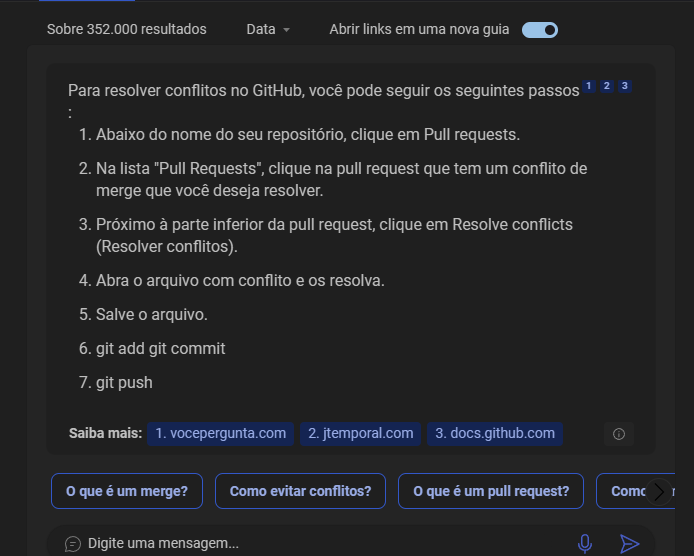 Sobre 352.000 resultados
Data
Abrir links em uma nova guia
Para resolver conflitos no GitHub, você pode seguir os seguintes passos 1 2 3
:
1. Abaixo do nome do seu repositório, clique em Pull requests.
2. Na lista "Pull Requests", clique na pull request que tem um conflito de
merge que você deseja resolver.
3. Próximo à parte inferior da pull request, clique em Resolve conflicts
(Resolver conflitos).
4. Abra o arquivo com conflito e os resolva.
5. Salve o arquivo.
6. git add git commit
7. git push
Saiba mais: 1. vocepergunta.com 2. jtemporal.com 3. docs.github.com
O que é um merge? Como evitar conflitos? O que é um pull request?
Digite uma mensagem...